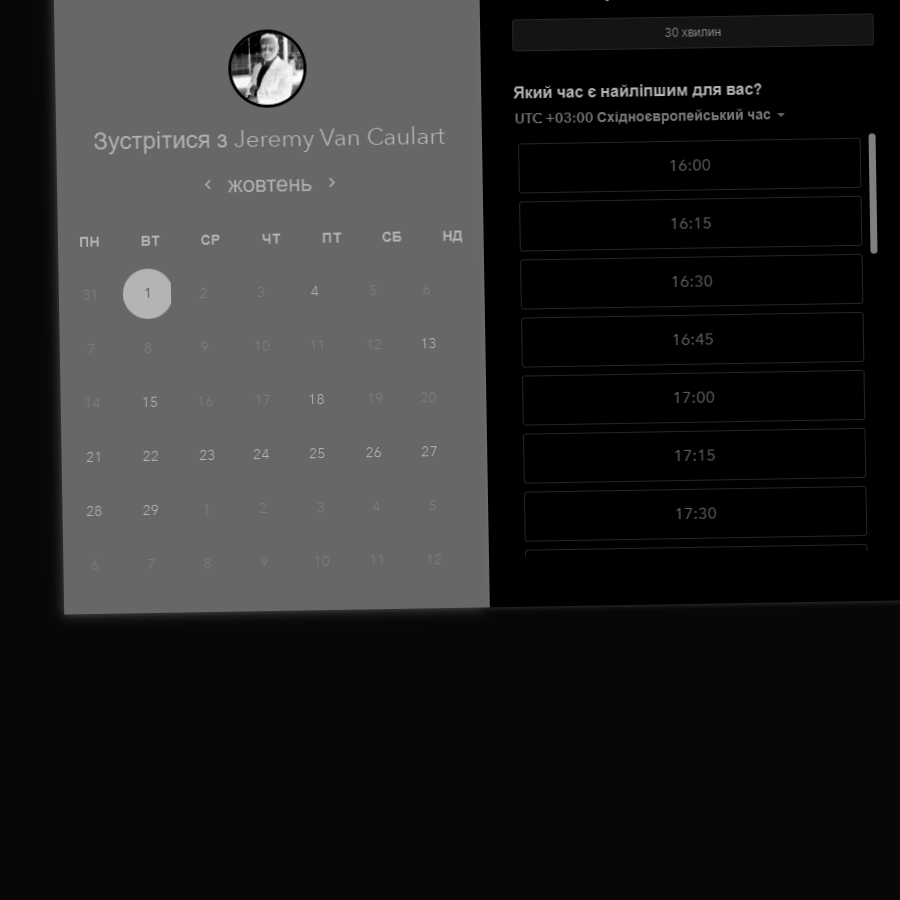 Зустрітися з Jeremy Van Caulart
жовтень
ПН ВТ СР ЧТ ПТ СБ НД
31 1 2 3 4 5 6
7 8 9 10 11 12 13
14 15 16 17 18 19 20
21 22 23 24 25 26 27
28 29 1 2 3 4 5
6 7 8 9 10 11 12
30 хвилин
Який час є найліпшим для вас?
UTC +03:00 Східноєвропейський час
16:00
16:15
16:30
16:45
17:00
17:15
17:30